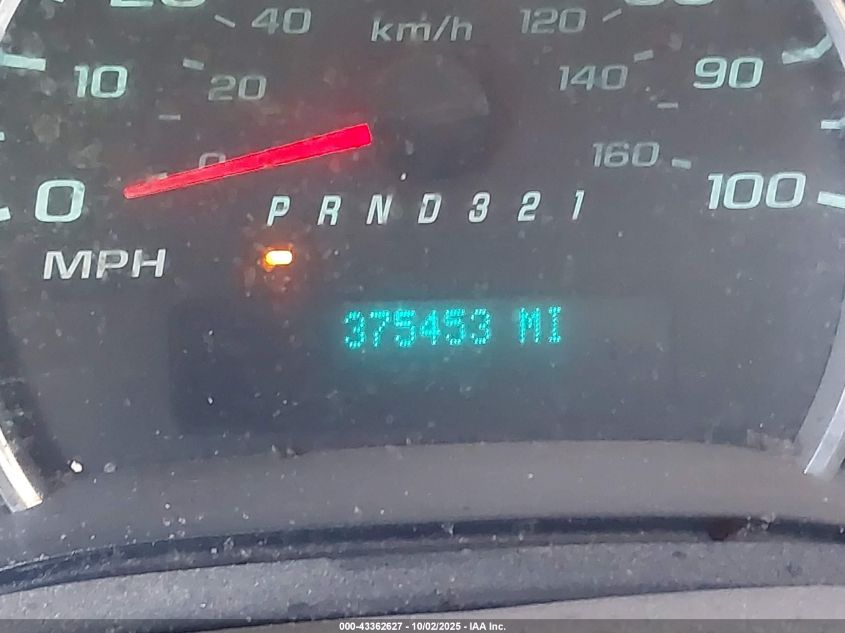 40 km/h 120
10 20 140 90
0 160
0 100
P R N D 3 2 1
MPH
375453 MI
000-43362627 - 10/02/2025 - IAA Inc.